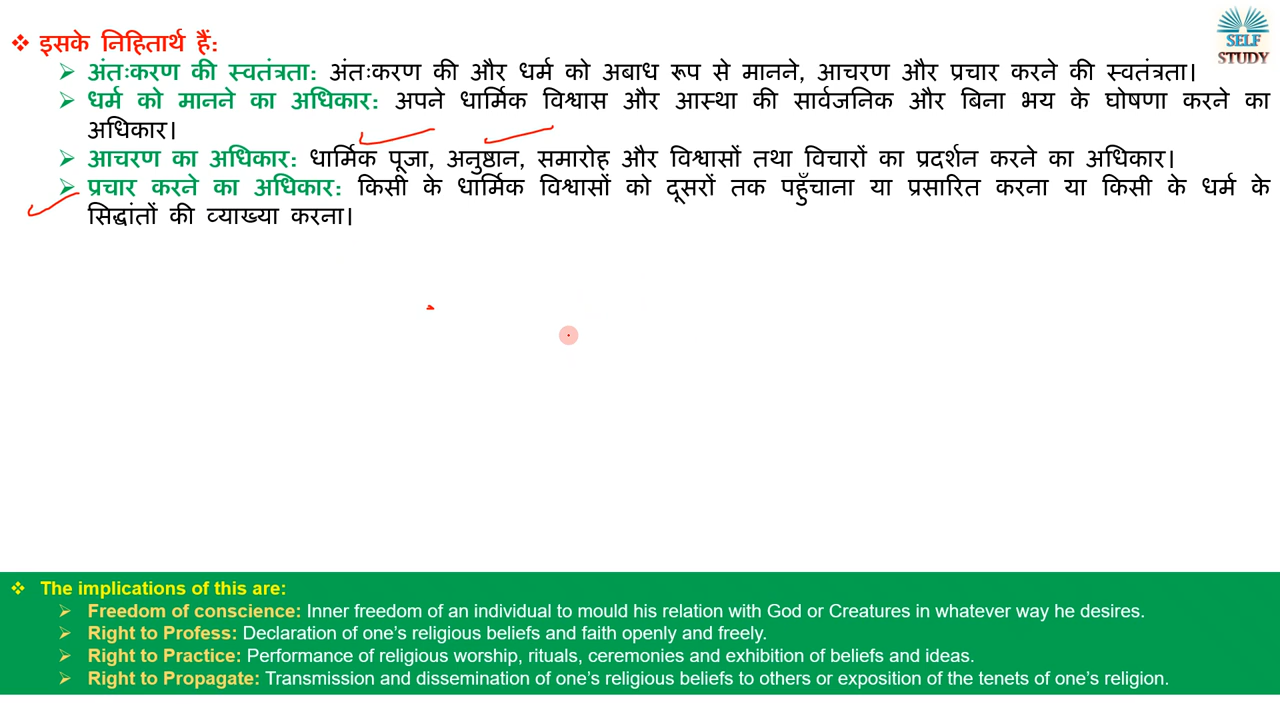 ❖ इसके निहितार्थ हैं:
SELF
STUDY
➢ अंतःकरण की स्वतंत्रता: अंतःकरण की और धर्म को अबाध रूप से मानने, आचरण और प्रचार करने की स्वतंत्रता।
➢ धर्म को मानने का अधिकार: अपने धार्मिक विश्वास और आस्था की सार्वजनिक और बिना भय के घोषणा करने का
अधिकार।
➢ आचरण का अधिकार: धार्मिक पूजा, अनुष्ठान, समारोह और विश्वासों तथा विचारों का प्रदर्शन करने का अधिकार।
➢ प्रचार करने का अधिकार: किसी के धार्मिक विश्वासों को दूसरों तक पहुँचाना या प्रसारित करना या किसी के धर्म के
सिद्धांतों की व्याख्या करना।
❖ The implications of this are:
➢ Freedom of conscience: Inner freedom of an individual to mould his relation with God or Creatures in whatever way he desires.
➢ Right to Profess: Declaration of one’s religious beliefs and faith openly and freely.
➢ Right to Practice: Performance of religious worship, rituals, ceremonies and exhibition of beliefs and ideas.
➢ Right to Propagate: Transmission and dissemination of one’s religious beliefs to others or exposition of the tenets of one’s religion.